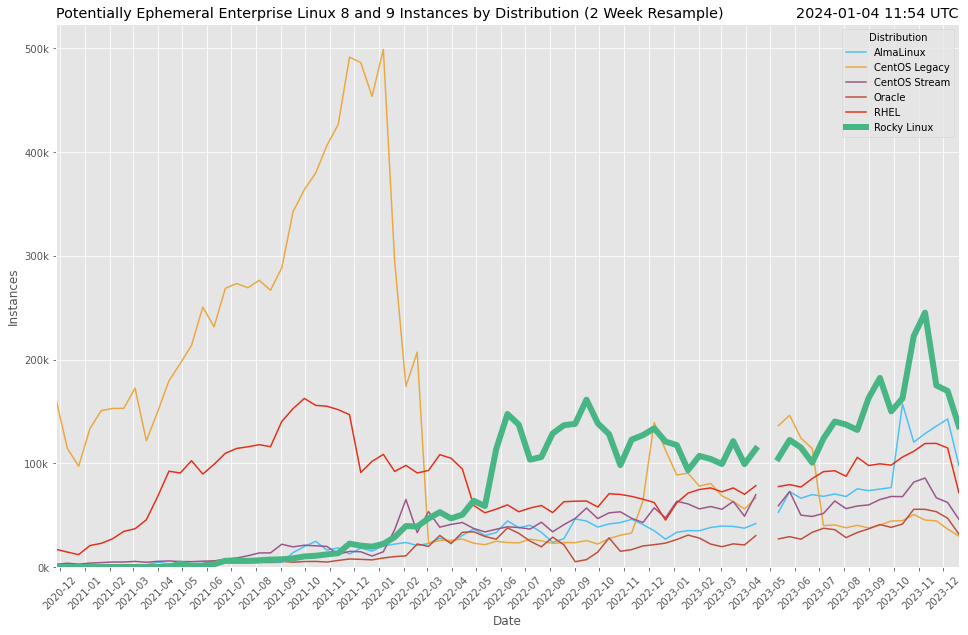 Potentially Ephemeral Enterprise Linux 8 and 9 Instances by Distribution (2 Week Resample)
2024-01-04 11:54 UTC
Distribution
AlmaLinux
CentOS Legacy
CentOS Stream
Oracle
RHEL
Rocky Linux
500k
400k
300k
200k
100k
0k
Instances
2020-12
2021-01
2021-02
2021-03
2021-04
2021-05
2021-06
2021-07
2021-08
2021-09
2021-10
2021-11
2021-12
2022-01
2022-02
2022-03
2022-04
2022-05
2022-06
2022-07
2022-08
2022-09
2022-10
2022-11
2022-12
2023-01
2023-02
2023-03
2023-04
2023-05
2023-06
2023-07
2023-08
2023-09
2023-10
2023-11
2023-12
Date